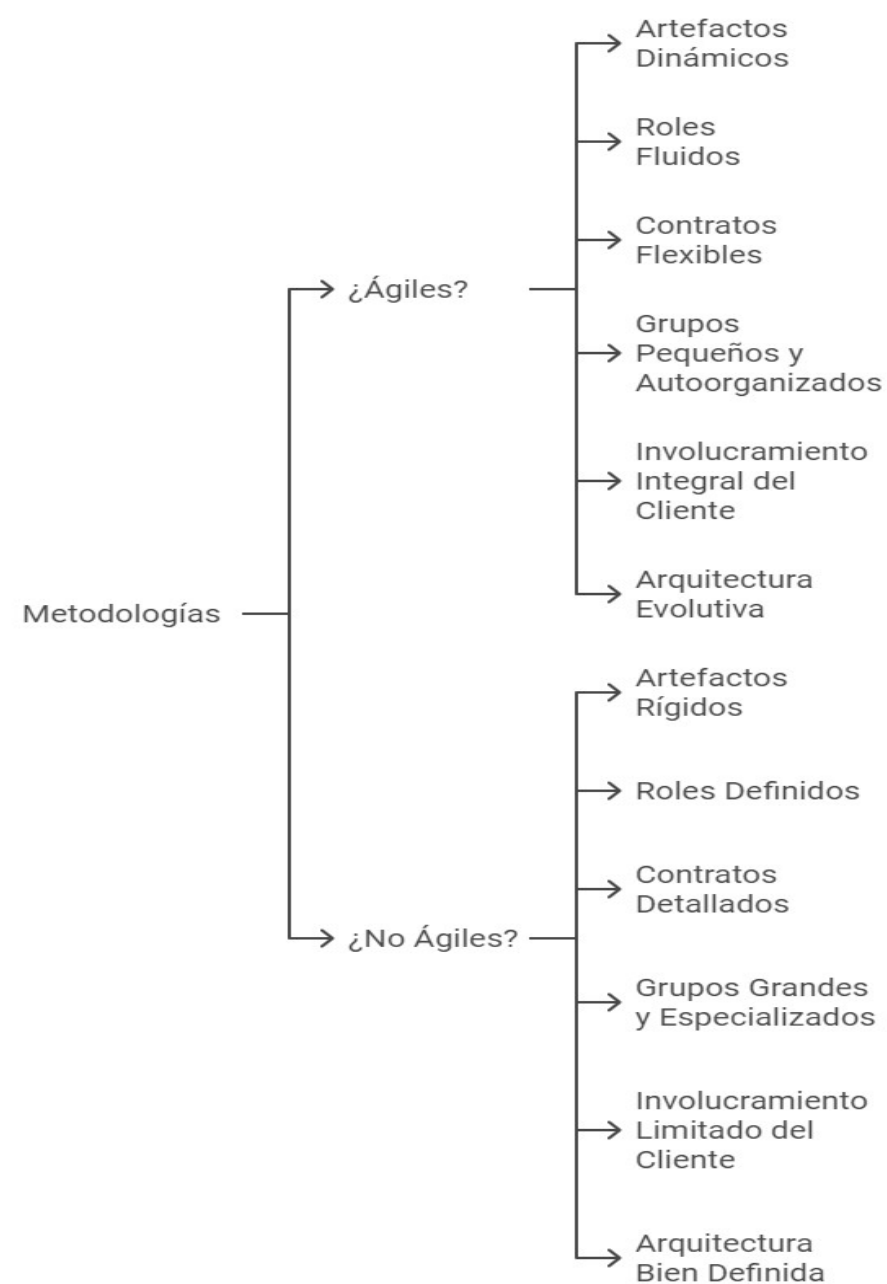 Artefactos
Dinámicos
Roles
Fluidos
Contratos
Flexibles
¿Ágiles?
Grupos
Pequeños y
Autoorganizados
Involucramiento
Integral del
Cliente
Arquitectura
Evolutiva
Metodologías
Artefactos
Rígidos
Roles Definidos
Contratos
Detallados
¿No Ágiles?
Grupos Grandes
y Especializados
Involucramiento
Limitado del
Cliente
Arquitectura
Bien Definida